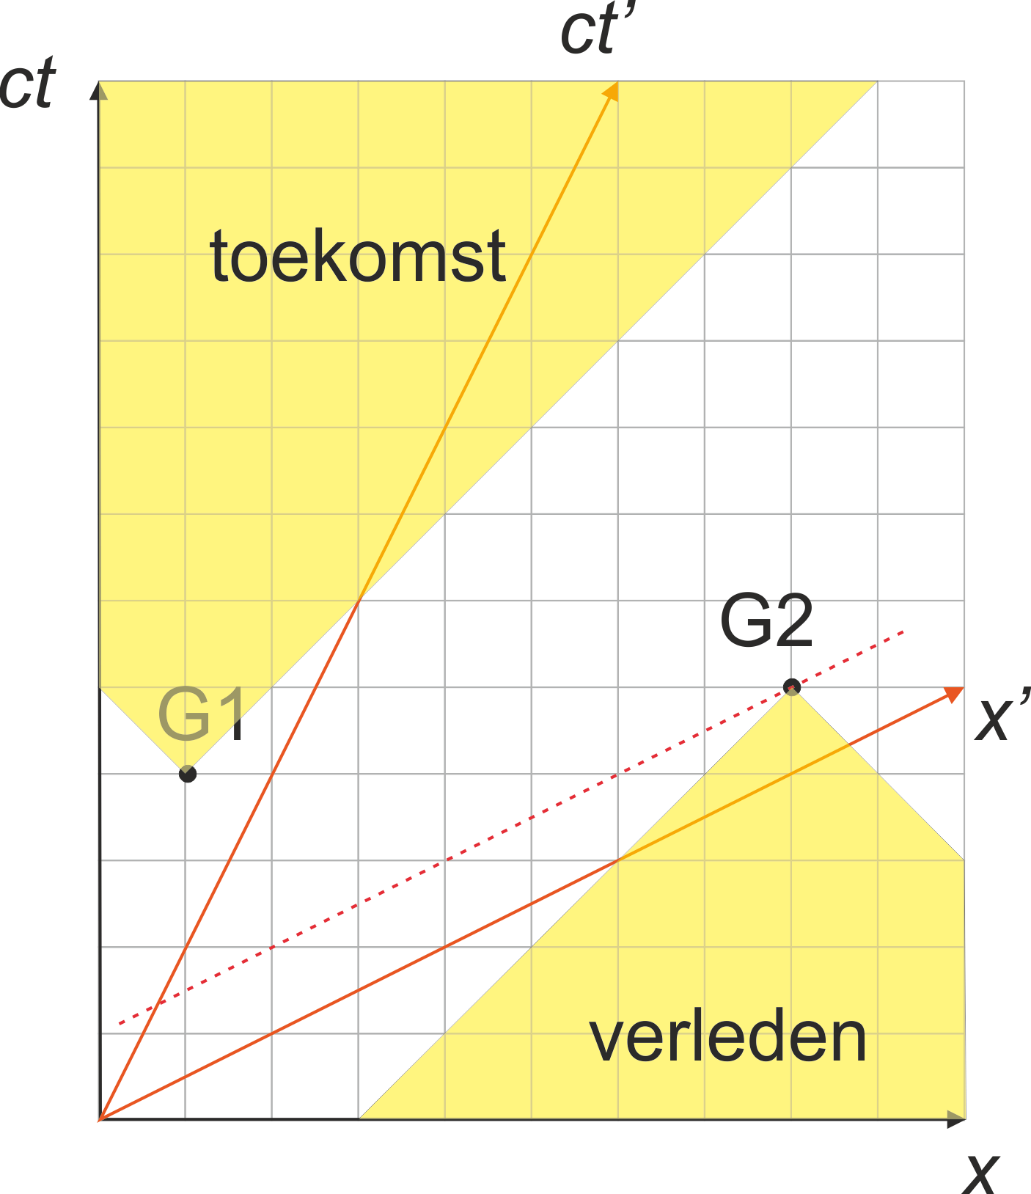 ct’
ct
toekomst
G2
G1
x’
verleden
x